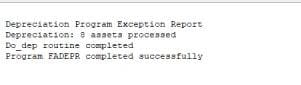 Depreciation Program Exception Report
Depreciation: 8 assets processed
Do_dep routine completed
Program FADEPR completed successfully